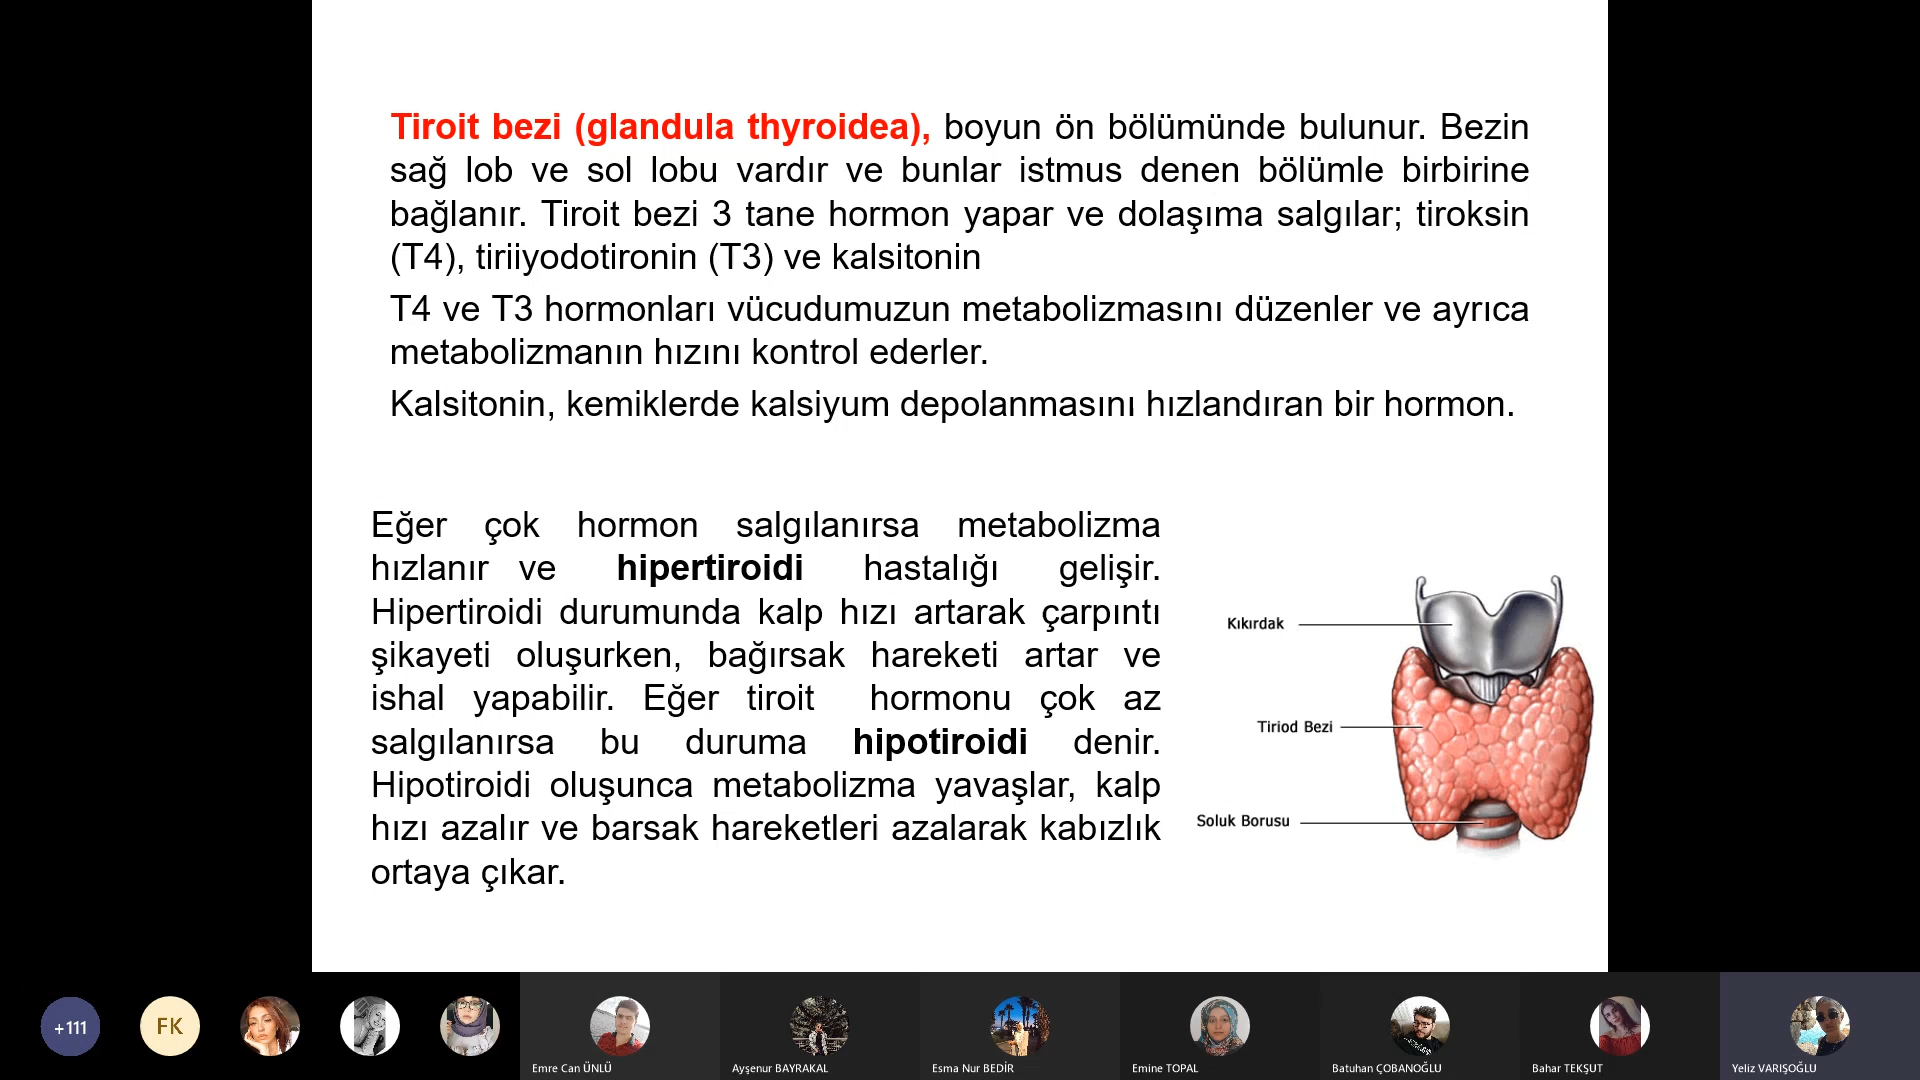 Tiroit bezi (glandula thyroidea), boyun ön bölümünde bulunur. Bezin
sağ lob ve sol lobu vardır ve bunlar istmus denen bölümle birbirine
bağlanır. Tiroit bezi 3 tane hormon yapar ve dolaşıma salgılar; tiroksin
(T4), tiriiyodotironin (T3) ve kalsitonin
T4 ve T3 hormonları vücudumuzun metabolizmasını düzenler ve ayrıca
metabolizmanın hızını kontrol ederler.
Kalsitonin, kemiklerde kalsiyum depolanmasını hızlandıran bir hormon.
Eğer çok hormon salgılanırsa metabolizma
hızlanır ve hipertiroidi hastalığı gelişir.
Hipertiroidi durumunda kalp hızı artarak çarpıntı
şikayeti oluşurken, bağırsak hareketi artar ve
ishal yapabilir. Eğer tiroit hormonu çok az
salgılanırsa bu duruma hipotiroidi denir.
Hipotiroidi oluşunca metabolizma yavaşlar, kalp
hızı azalır ve barsak hareketleri azalarak kabızlık
ortaya çıkar.
Kıkırdak
Tiriod Bezi
Soluk Borusu
+111
FK
Emre Can ÜNLÜ
Ayşenur BAYRAKAL
Esma Nur BEDİR
Emine TOPAL
Batuhan ÇOBANOĞLU
Bahar TEKŞUT
Yeliz VARIŞOĞLU